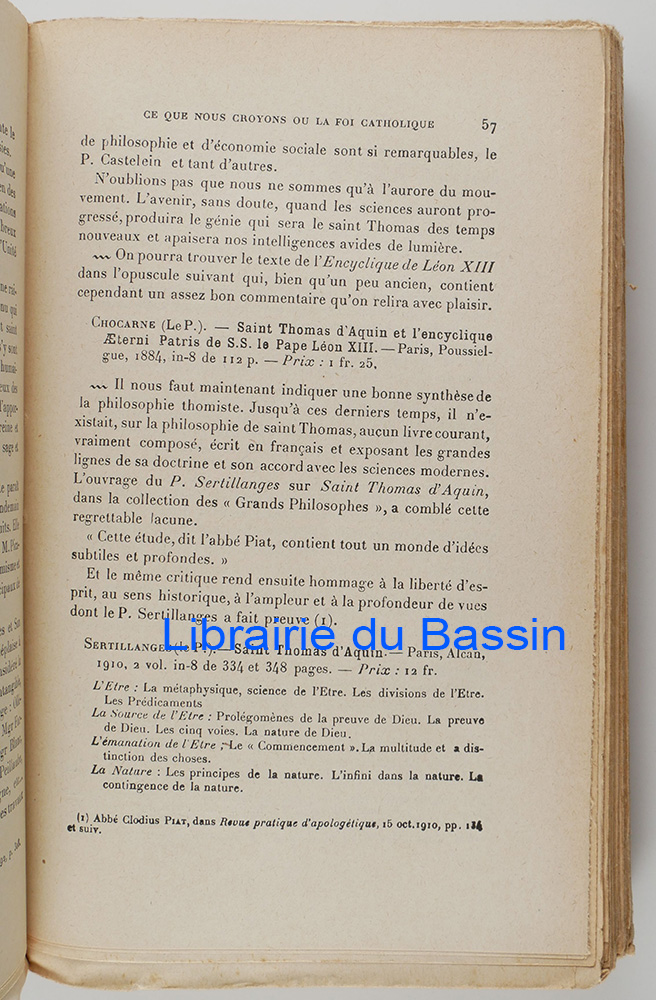 CE QUE NOUS CROYONS OU LA FOI CATHOLIQUE 57
de philosophie et d'économie sociale sont si remarquables, le
P. Castelein et tant d'autres.
N'oublions pas que nous ne sommes qu'à l'aurore du mou-
vement. L'avenir, sans doute, quand les sciences auront pro-
gressé, produira le génie qui sera le saint Thomas des temps
nouveaux et apaisera nos intelligences avides de lumière.
On pourra trouver le texte de l'Encyclique de Léon XIII
dans l'opuscule suivant qui, bien qu'un peu ancien, contient
cependant un assez bon commentaire qu'on relira avec plaisir.
CHOCARNE (Le P.). — Saint Thomas d'Aquin et l'encyclique
Æterni Patris de S.S. le Pape Léon XIII. — Paris, Poussiel-
gue, 1884, in-8 de 112 p. — Prix : 1 fr. 25.
Il nous faut maintenant indiquer une bonne synthèse de
la philosophie thomiste. Jusqu'à ces derniers temps, il n'e-
xistait, sur la philosophie de saint Thomas, aucun livre courant,
vraiment composé, écrit en français et exposant les grandes
lignes de sa doctrine et son accord avec les sciences modernes.
L'ouvrage du P. Sertillanges sur Saint Thomas d'Aquin,
dans la collection des « Grands Philosophes », a comblé cette
regrettable lacune.
« Cette étude, dit l'abbé Piat, contient tout un monde d'idées
subtiles et profondes. »
Et le même critique rend ensuite hommage à la liberté d'es-
prit, au sens historique, à l'ampleur et à la profondeur de vues
dont le P. Sertillanges a fait preuve (1).
Librairie du Bassin
SERTILLANGES (le P.). — Saint Thomas d'Aquin. — Paris, Alcan,
1910, 2 vol. in-8 de 334 et 348 pages. — Prix : 12 fr.
L'Etre : La métaphysique, science de l'Etre. Les divisions de l'Etre.
Les Prédicaments
La Source de l'Etre : Prolégomènes de la preuve de Dieu. La preuve
de Dieu. Les cinq voies. La nature de Dieu.
L'émanation de l'Etre : Le « Commencement ». La multitude et a dis-
tinction des choses.
La Nature : Les principes de la nature. L'infini dans la nature. La
contingence de la nature.
(1) Abbé Clodius PIAT, dans Revue pratique d'apologétique, 15 oct. 1910, pp. 134
et suiv.